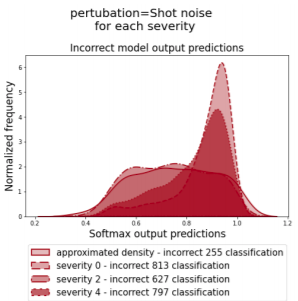 pertubation=Shot noise
for each severity
Incorrect model output predictions
Normalized frequency
6
5
4
3
2
1
0
0.2 0.4 0.6 0.8 1.0 1.2
Softmax output predictions
approximated density - incorrect 255 classification
severity 0 - incorrect 813 classification
severity 2 - incorrect 627 classification
severity 4 - incorrect 797 classification